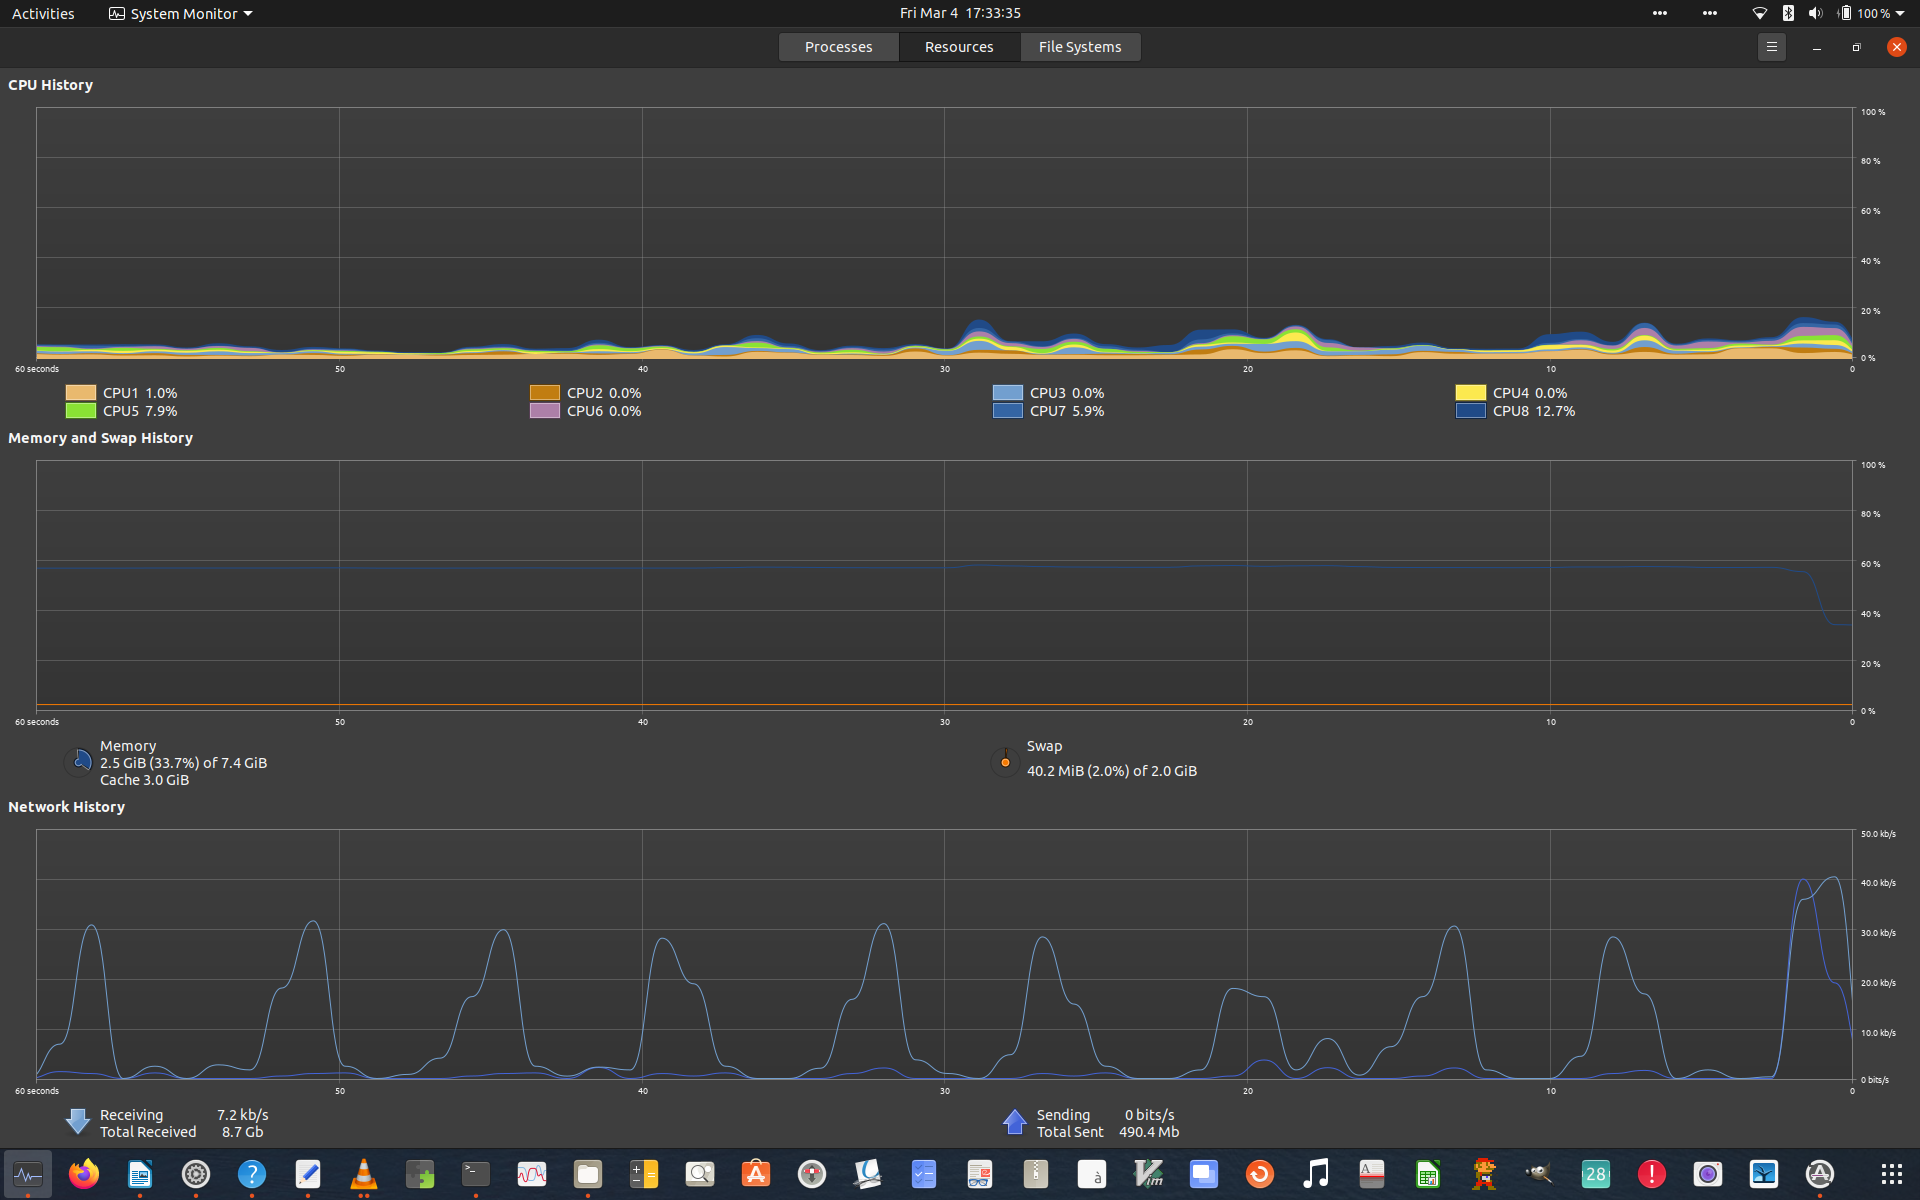 Activities
System Monitor
Fri Mar 4 17:33:35
100 %
Processes
Resources
File Systems
CPU History
100 %
80 %
60 %
40 %
20 %
0 %
60 seconds
50
40
30
20
10
0
CPU1 1.0%
CPU2 0.0%
CPU3 0.0%
CPU4 0.0%
CPU5 7.9%
CPU6 0.0%
CPU7 5.9%
CPU8 12.7%
Memory and Swap History
100 %
80 %
60 %
40 %
20 %
0 %
60 seconds
50
40
30
20
10
0
Memory
2.5 GiB (33.7%) of 7.4 GiB
Cache 3.0 GiB
Swap
40.2 MiB (2.0%) of 2.0 GiB
Network History
50.0 kb/s
40.0 kb/s
30.0 kb/s
20.0 kb/s
10.0 kb/s
0 bits/s
60 seconds
50
40
30
20
10
0
Receiving 7.2 kb/s
Total Received 8.7 Gb
Sending 0 bits/s
Total Sent 490.4 Mb
?
>_
à
Vim
A
28
!